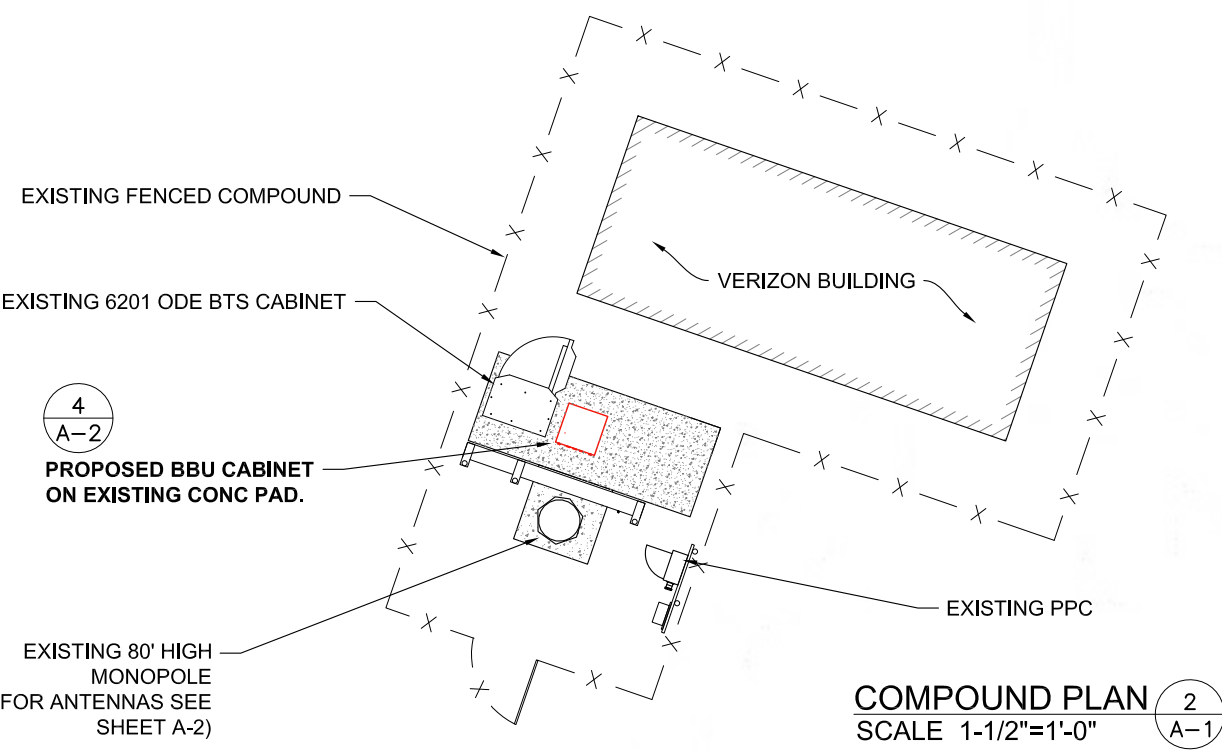 EXISTING FENCED COMPOUND
VERIZON BUILDING
EXISTING 6201 ODE BTS CABINET
4
A-2
PROPOSED BBU CABINET
ON EXISTING CONC PAD.
EXISTING PPC
EXISTING 80' HIGH
MONOPOLE
FOR ANTENNAS SEE
SHEET A-2)
COMPOUND PLAN
SCALE 1-1/2"=1'-0"
2
A-1